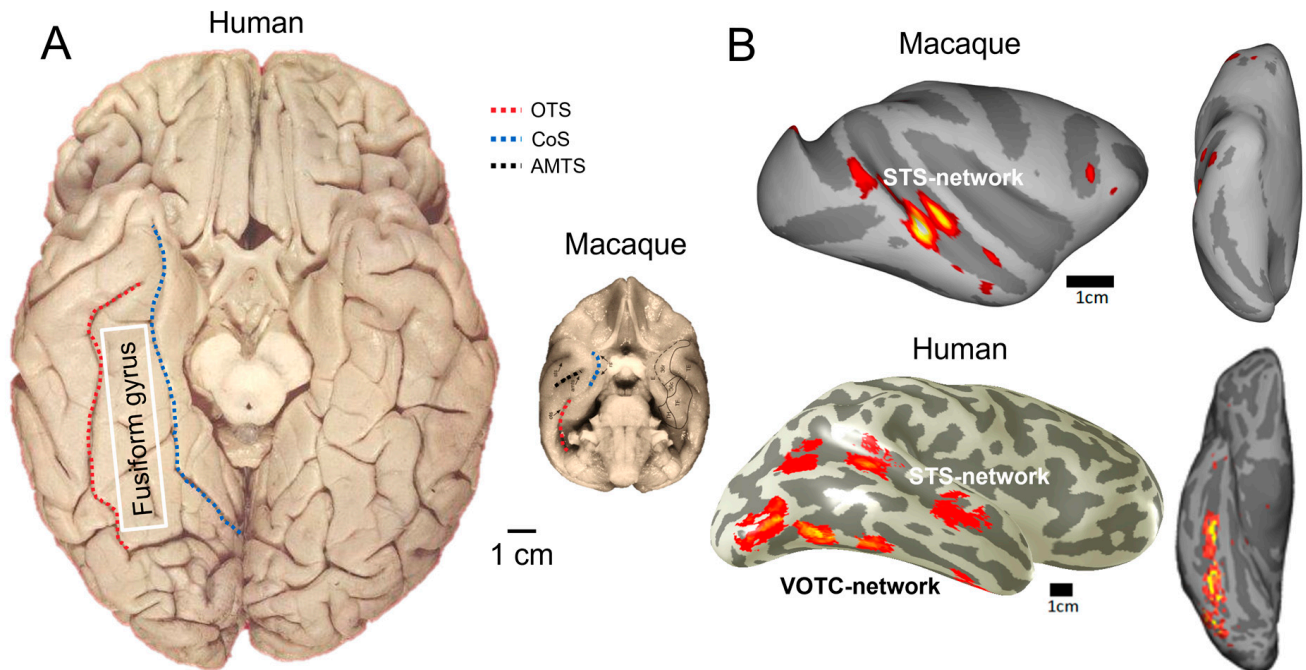 A
Human
OTS
CoS
AMTS
Fusiform gyrus
Macaque
1 cm
B
Macaque
STS-network
1cm
Human
STS-network
VOTC-network
1cm